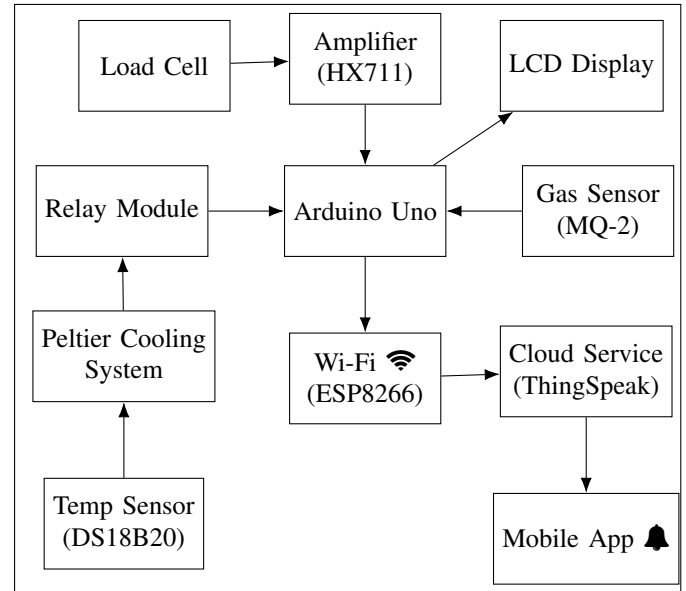 Load Cell
Amplifier
(HX711)
LCD Display
Relay Module
Arduino Uno
Gas Sensor
(MQ-2)
Peltier Cooling
System
Wi-Fi
(ESP8266)
Cloud Service
(ThingSpeak)
Temp Sensor
(DS18B20)
Mobile App